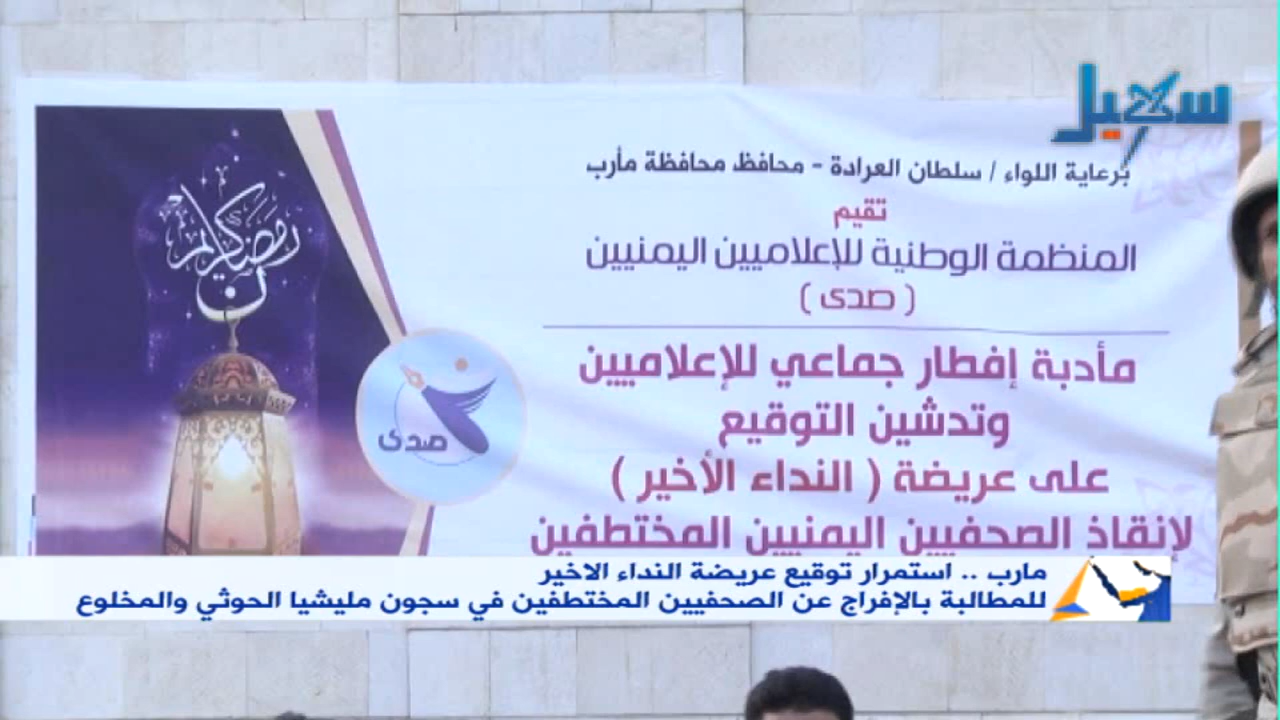 سهيل
برعاية اللواء / سلطان العرادة - محافظ محافظة مأرب
تقيم
المنظمة الوطنية للإعلاميين اليمنيين
( صدى )
مأدبة إفطار جماعي للإعلاميين
وتدشين التوقيع
على عريضة ( النداء الأخير )
لإنقاذ الصحفيين اليمنيين المختطفين
رمضان كريم
صدى
مارب .. استمرار توقيع عريضة النداء الاخير
للمطالبة بالإفراج عن الصحفيين المختطفين في سجون مليشيا الحوثي والمخلوع